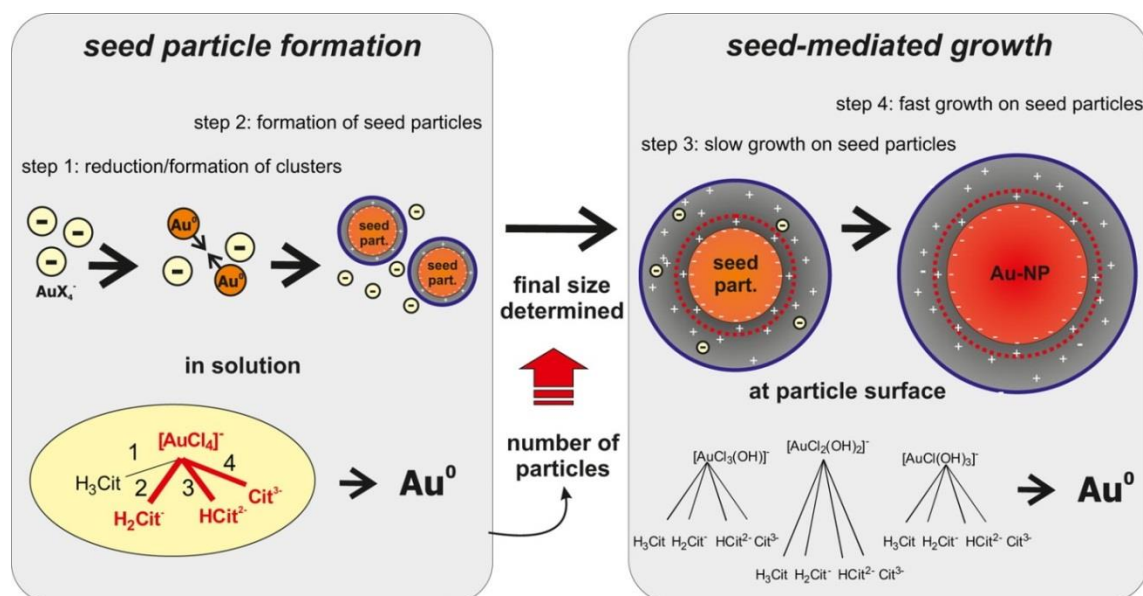 seed particle formation
step 2: formation of seed particles
step 1: reduction/formation of clusters
Au⁰
Au⁰
AuX₄⁻
seed
part.
seed
part.
in solution
[AuCl₄]⁻
1
2
3
4
H₃Cit
H₂Cit⁻
HCit²⁻
Cit³⁻
Au⁰
final size
determined
number of
particles
seed-mediated growth
step 4: fast growth on seed particles
step 3: slow growth on seed particles
seed
part.
Au-NP
at particle surface
[AuCl₃(OH)]⁻
[AuCl₂(OH)₂]⁻
[AuCl(OH)₃]⁻
H₃Cit H₂Cit⁻ HCit²⁻ Cit³⁻
H₃Cit H₂Cit⁻ HCit²⁻ Cit³⁻
H₃Cit H₂Cit⁻ HCit²⁻ Cit³⁻
Au⁰